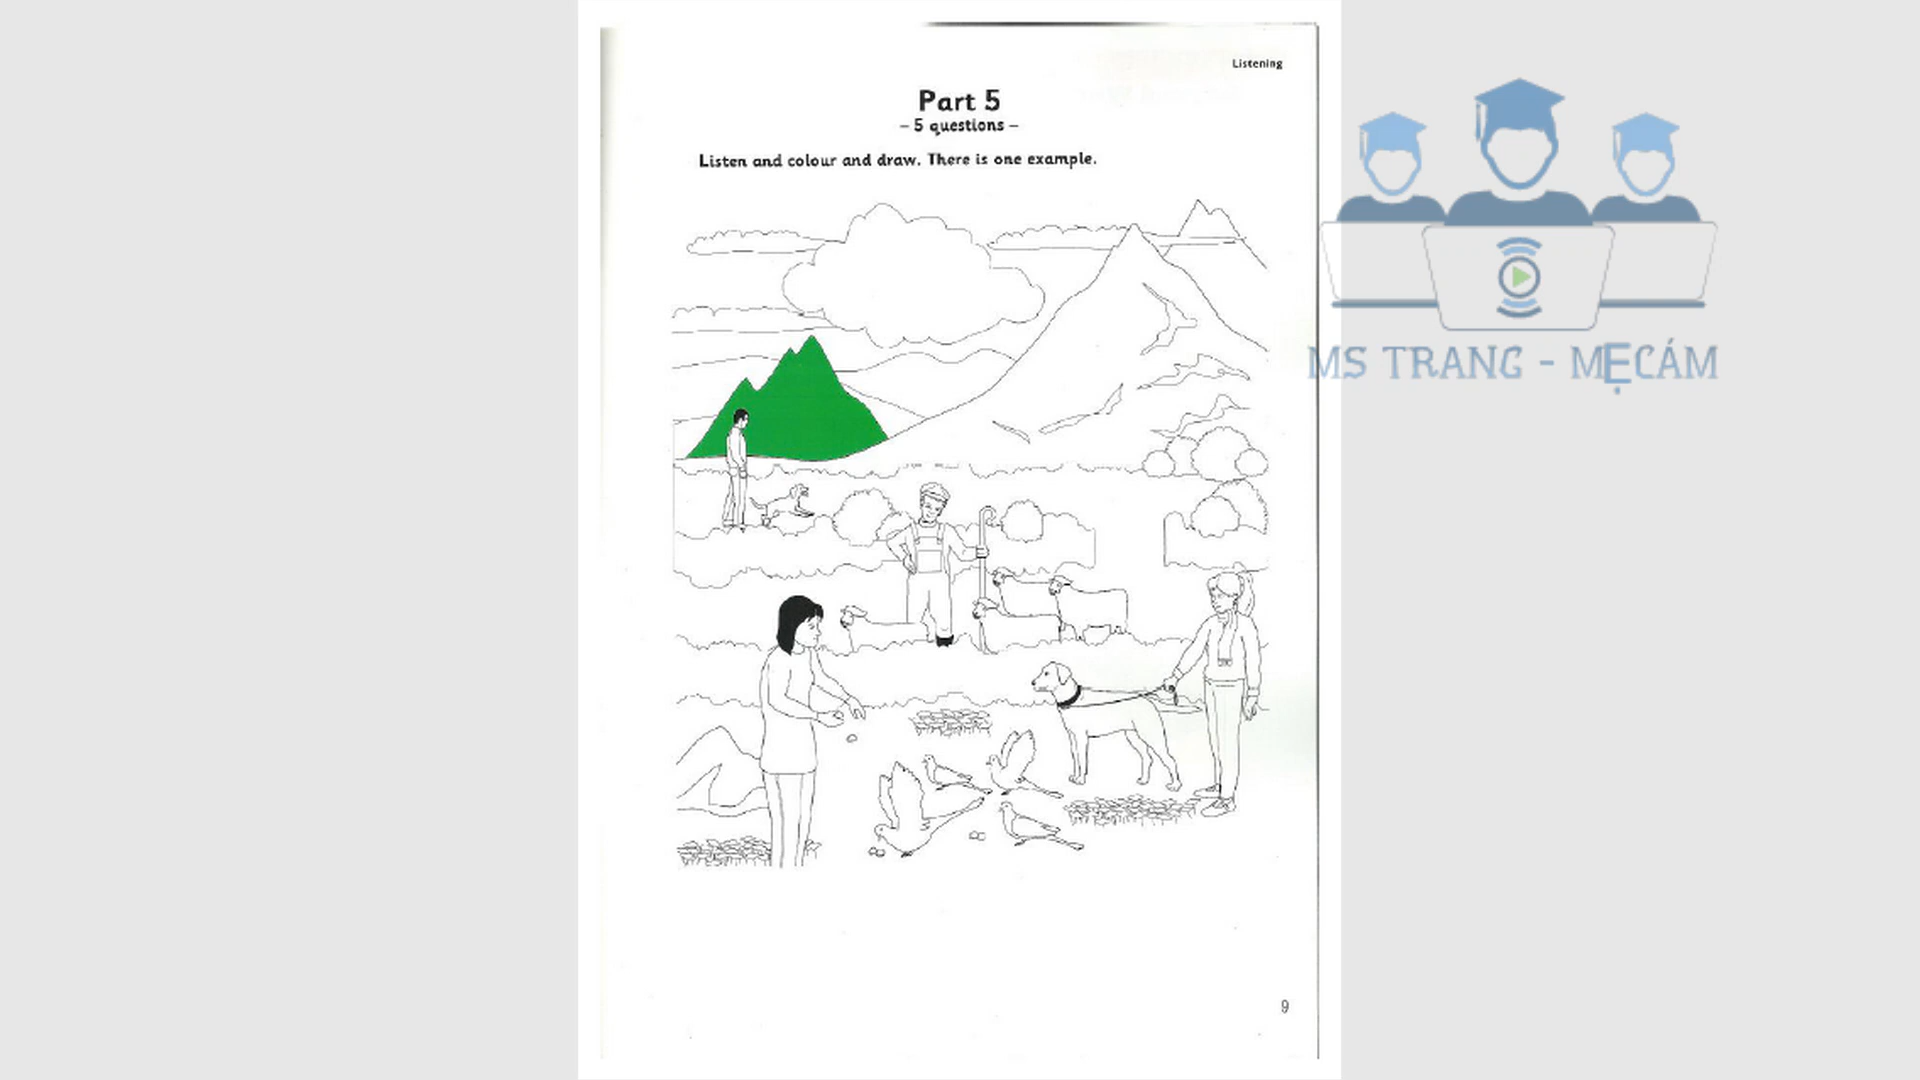 Listening
Part 5
– 5 questions –
Listen and colour and draw. There is one example.
MS TRANG - MẸCÁM
9